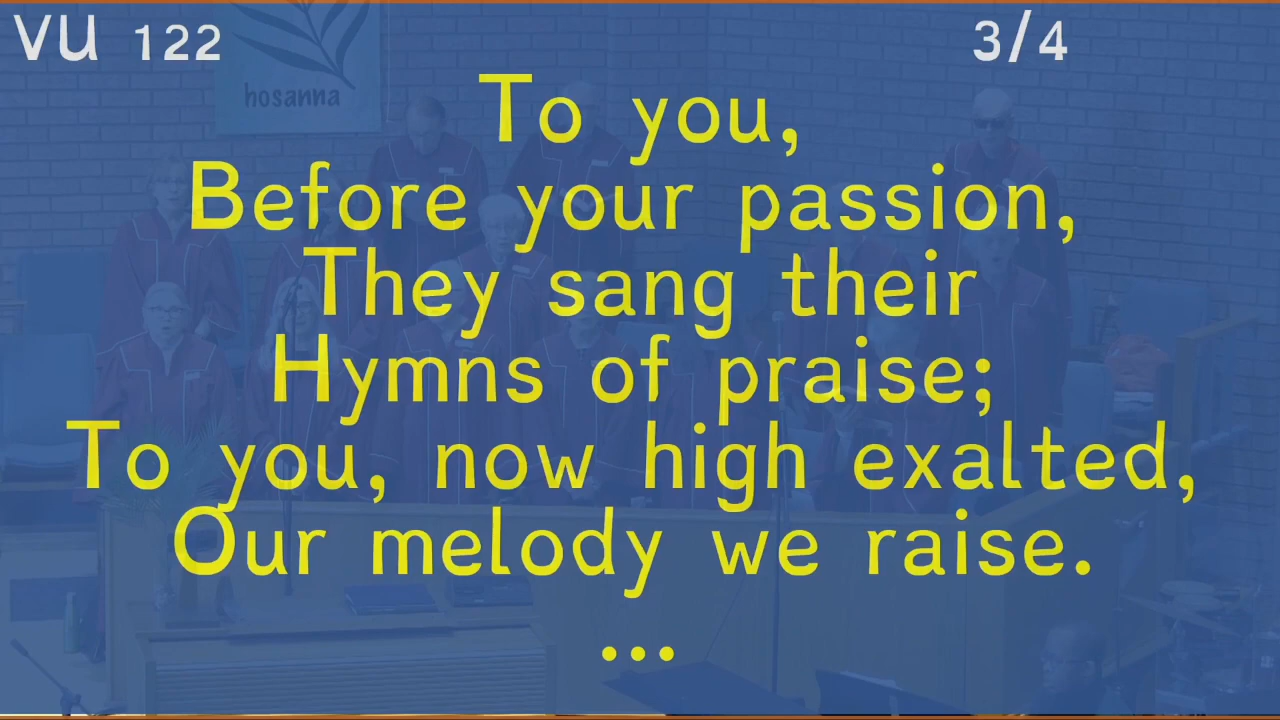 VU 122 3/4
hosanna
To you,
Before your passion,
They sang their
Hymns of praise;
To you, now high exalted,
Our melody we raise.
...